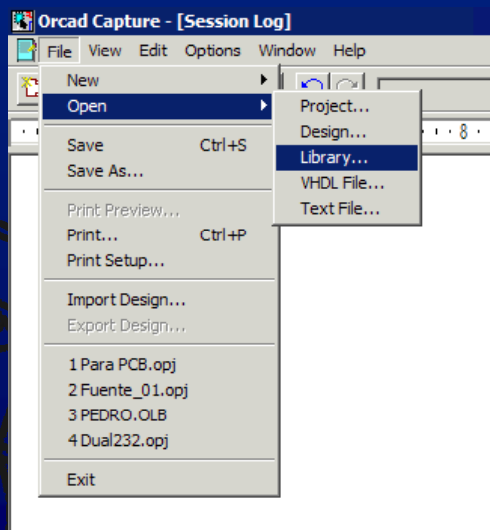 Orcad Capture - [Session Log]
File View Edit Options Window Help
New
Open
Save Ctrl+S
Save As...
Print Preview...
Print... Ctrl+P
Print Setup...
Import Design...
Export Design...
1 Para PCB.opj
2 Fuente_01.opj
3 PEDRO.OLB
4 Dual232.opj
Exit
Project...
Design...
Library...
VHDL File...
Text File...
8